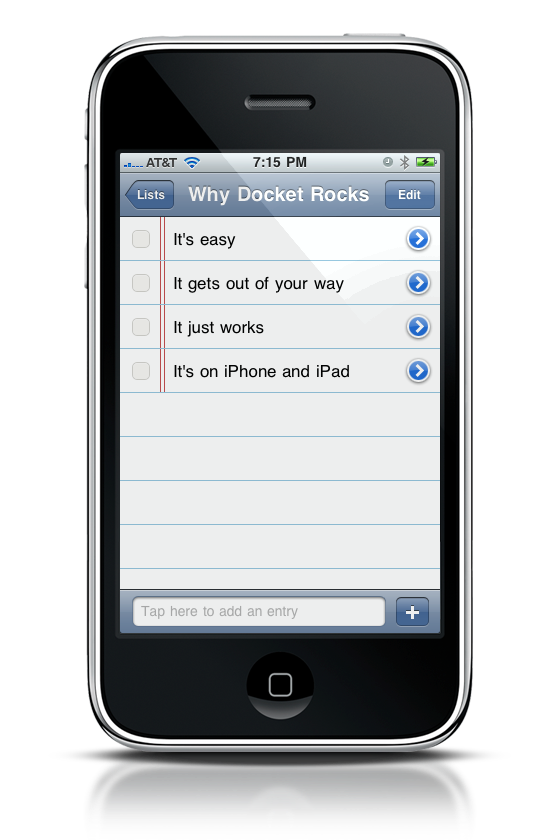 AT&T 7:15 PM
Lists Why Docket Rocks Edit
It's easy
It gets out of your way
It just works
It's on iPhone and iPad
Tap here to add an entry